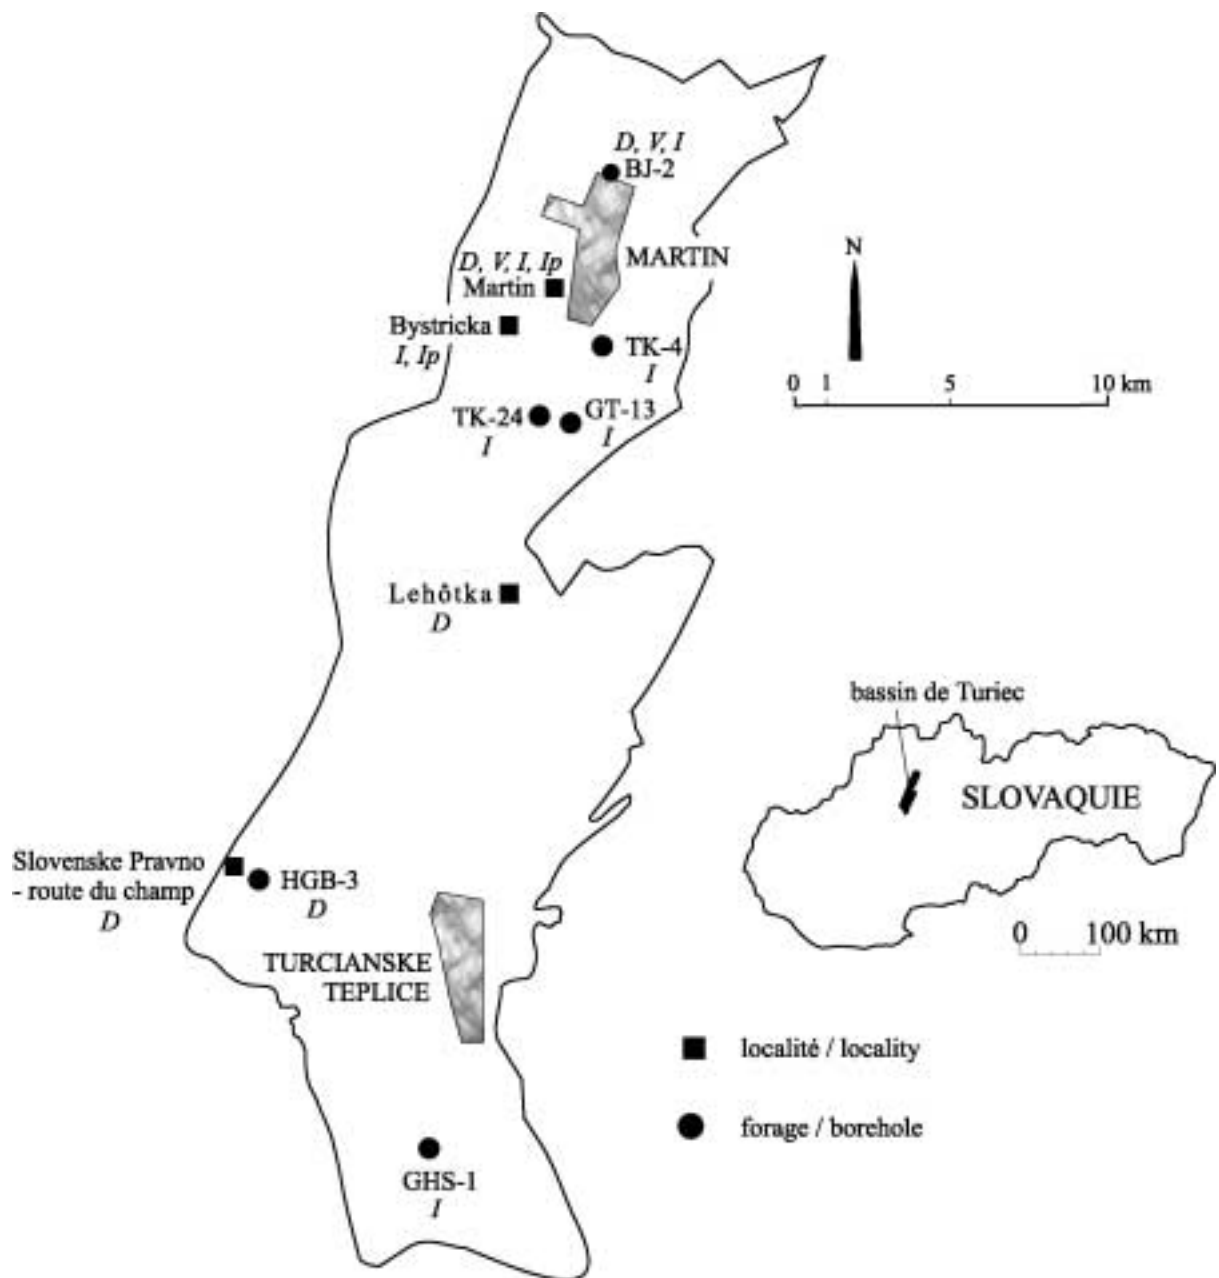 D, V, I
BJ-2
MARTIN
D, V, I, Ip
Martin
Bystricka
I, Ip
TK-4
I
TK-24
I
GT-13
I
N
0 1 5 10 km
Lehôtka
D
bassin de Turiec
SLOVAQUIE
0 100 km
Slovenske Pravno
- route du champ
D
HGB-3
D
TURCIANSKE
TEPLICE
localité / locality
forage / borehole
GHS-1
I